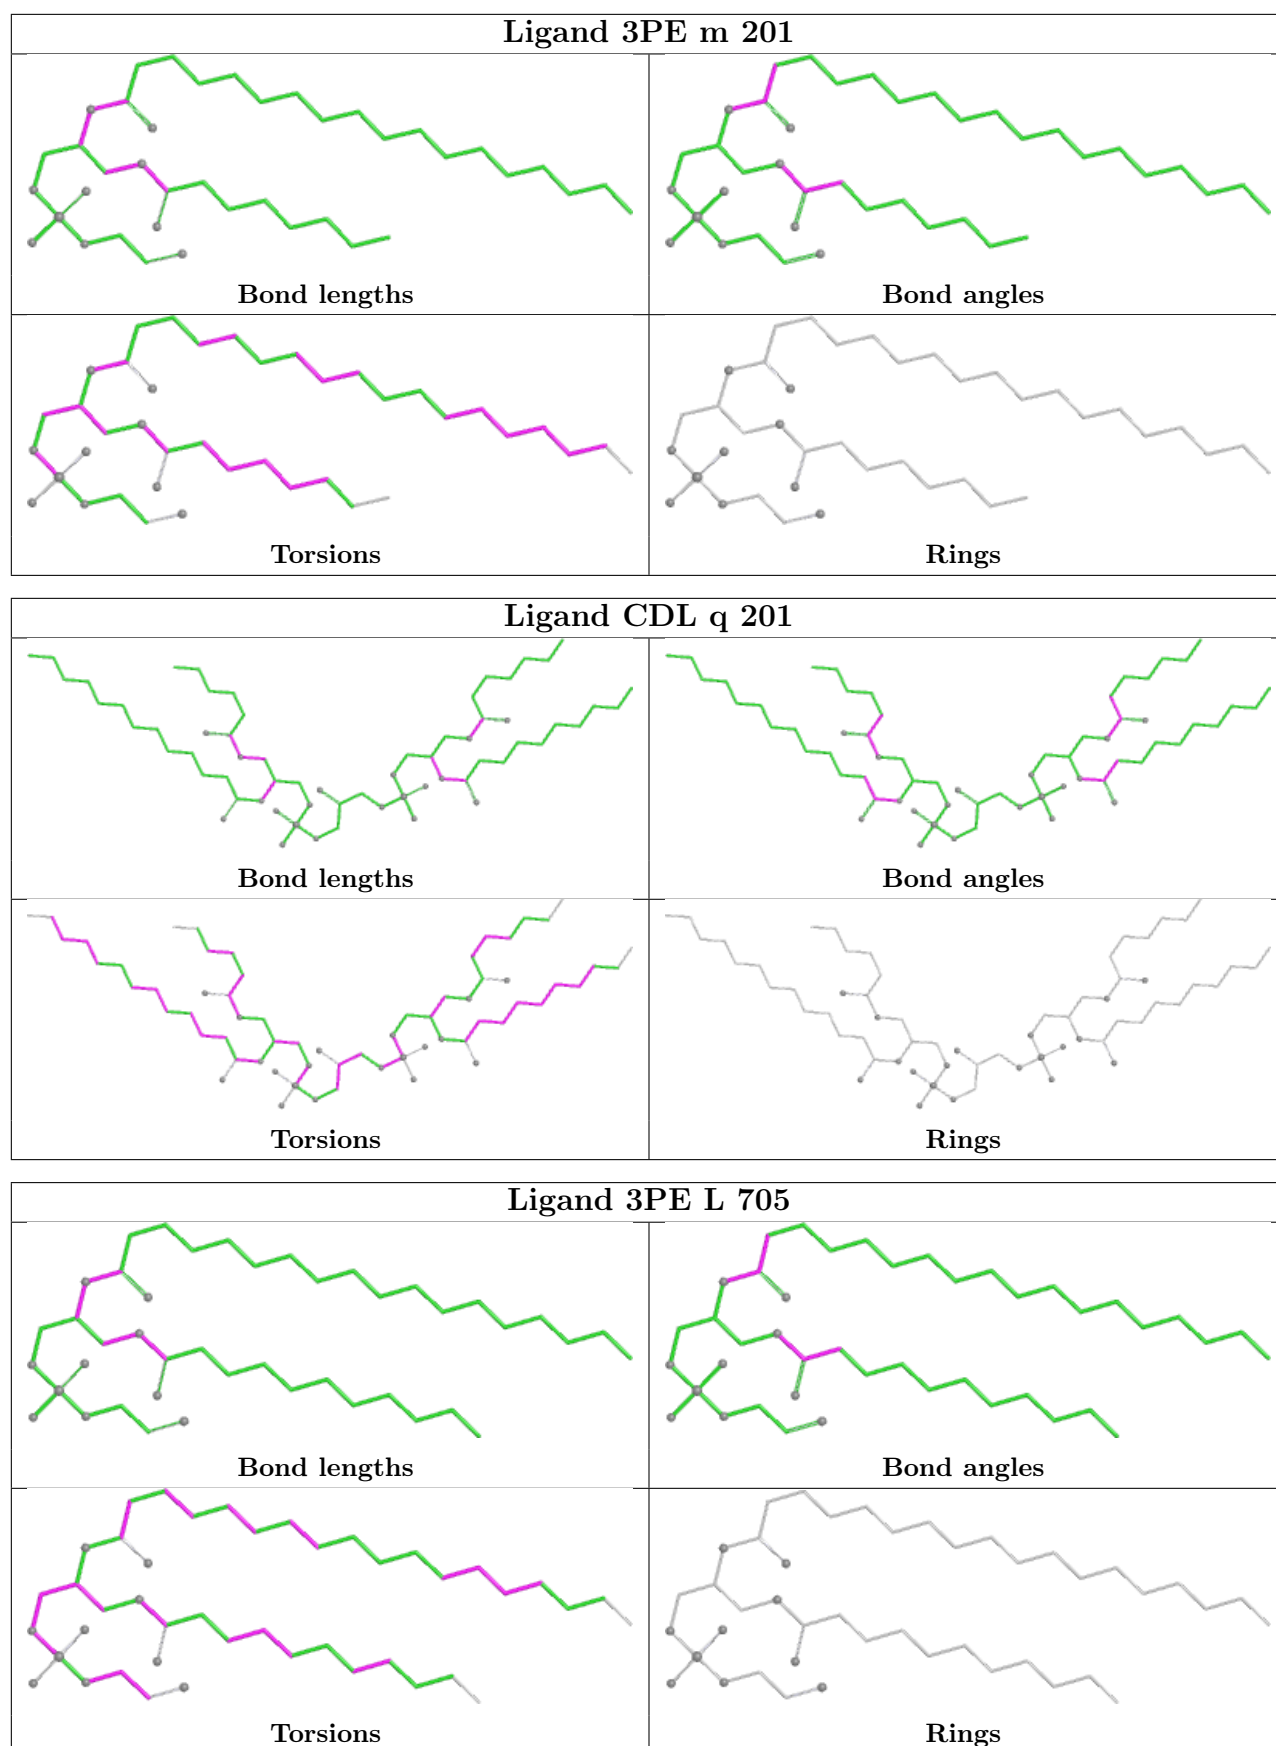 Ligand 3PE m 201
Bond lengths
Bond angles
Torsions
Rings
Ligand CDL q 201
Bond lengths
Bond angles
Torsions
Rings
Ligand 3PE L 705
Bond lengths
Bond angles
Torsions
Rings